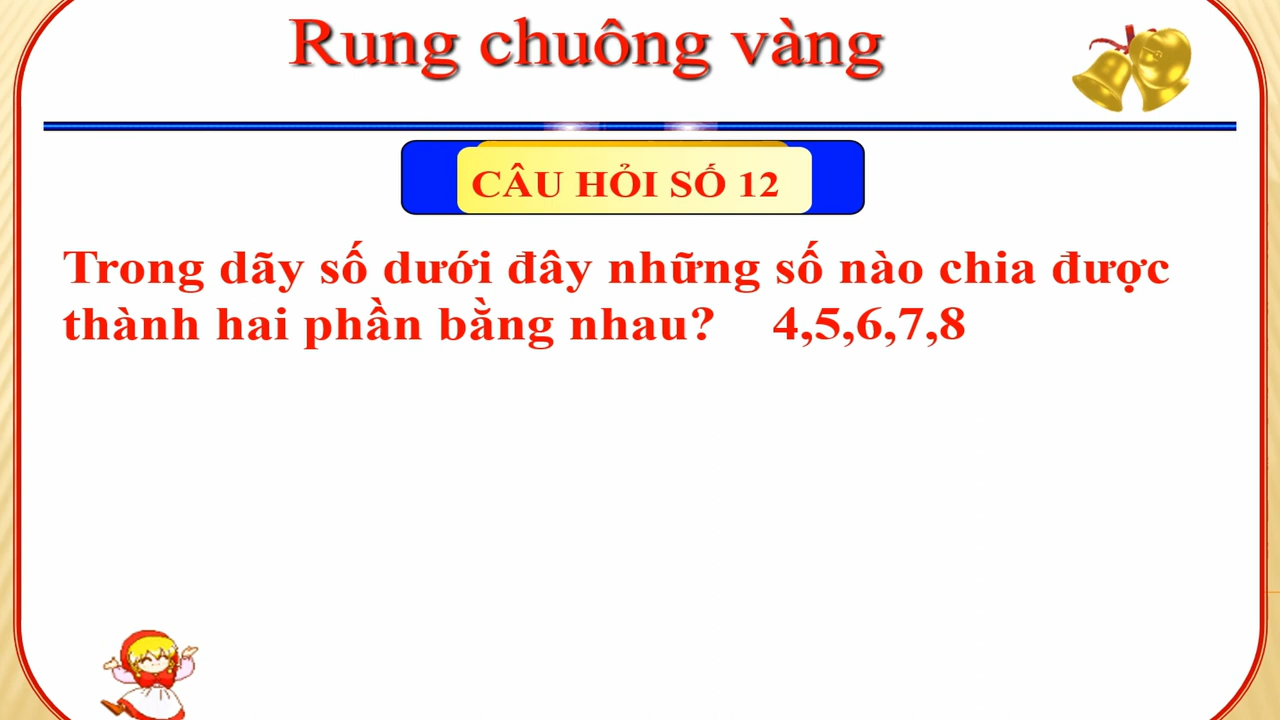 Rung chuông vàng
CÂU HỎI SỐ 12
Trong dãy số dưới đây những số nào chia được
thành hai phần bằng nhau? 4,5,6,7,8